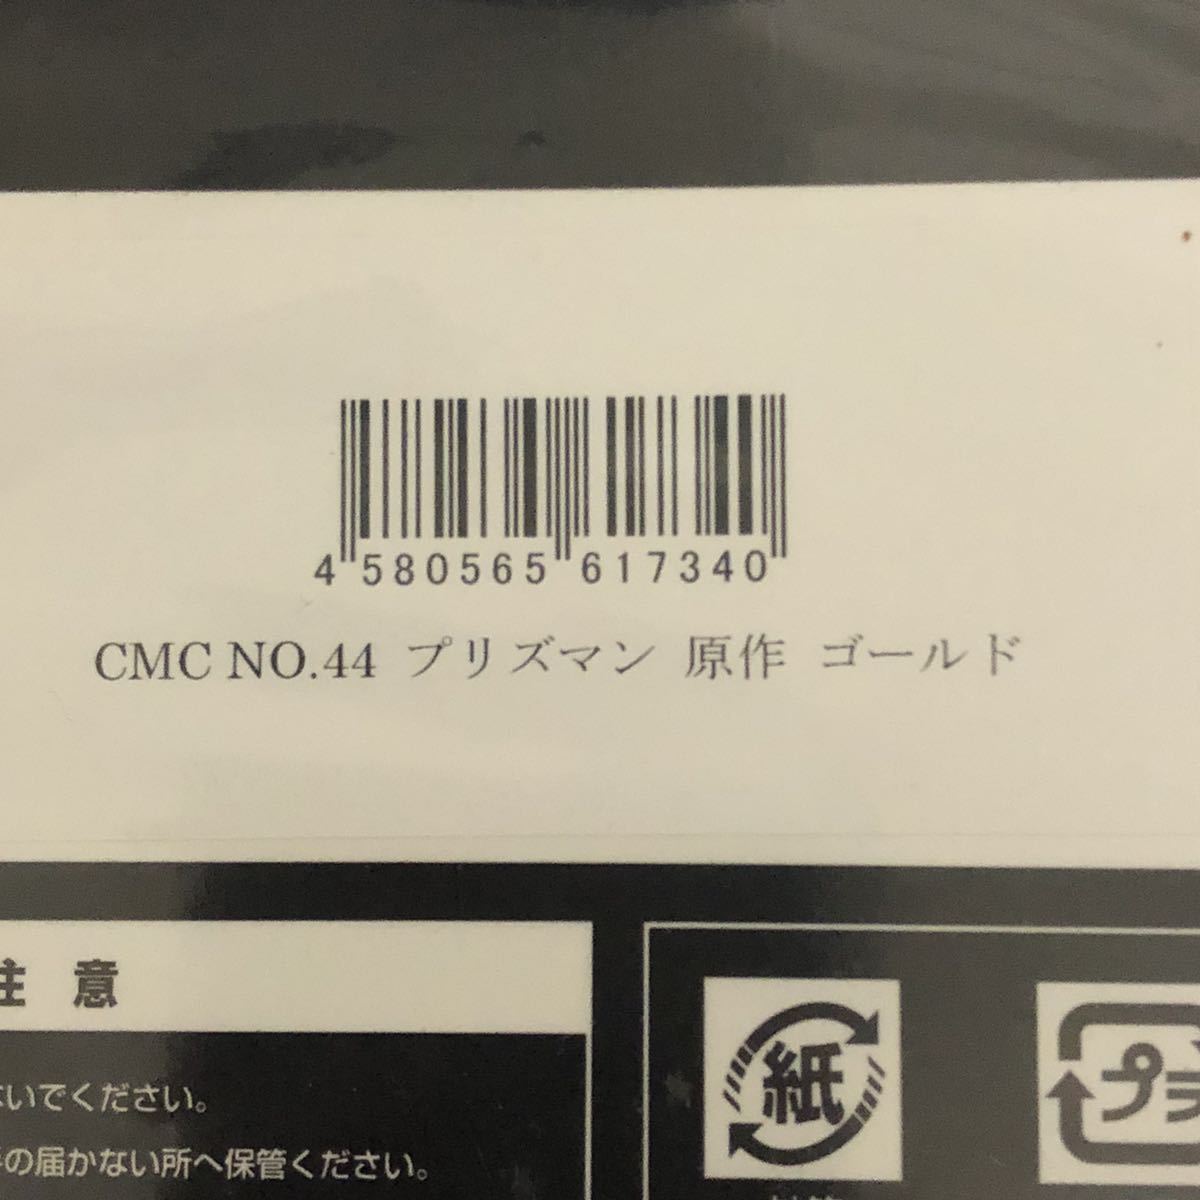 4 580565 617340
CMC NO.44 プリズマン 原作 ゴールド
注 意
いでください。
の届かない所へ保管ください。
紙
プラ